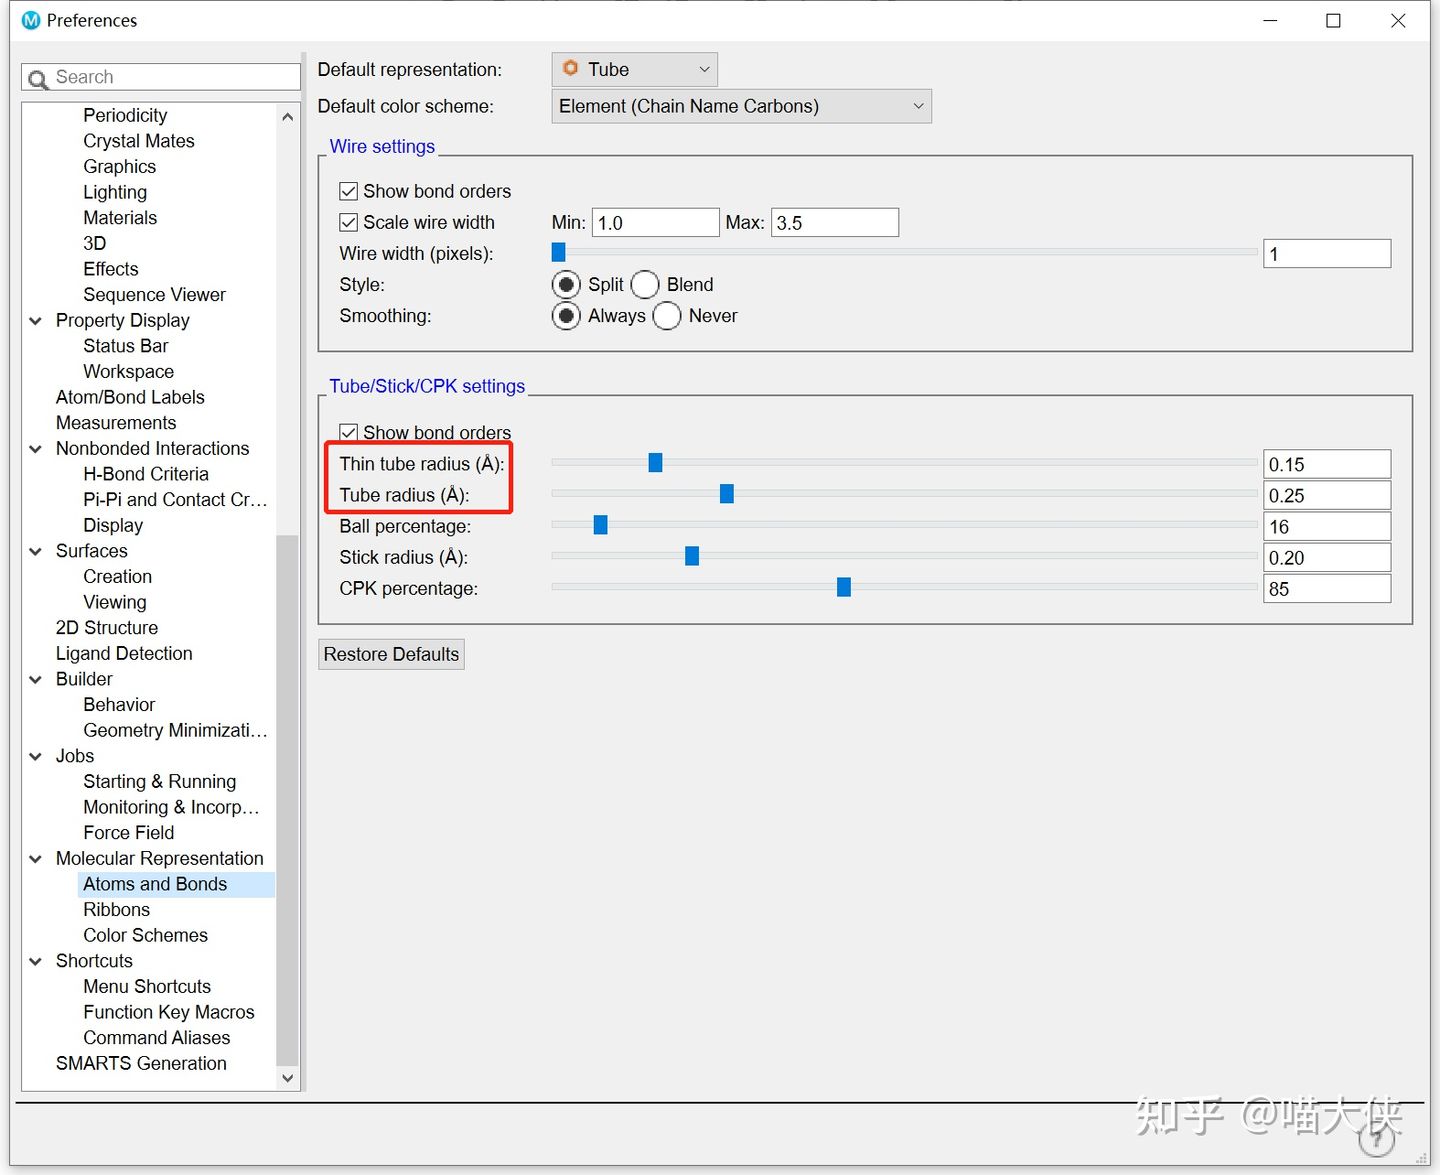 Preferences
Search
Periodicity
Crystal Mates
Graphics
Lighting
Materials
3D
Effects
Sequence Viewer
Property Display
Status Bar
Workspace
Atom/Bond Labels
Measurements
Nonbonded Interactions
H-Bond Criteria
Pi-Pi and Contact Cr...
Display
Surfaces
Creation
Viewing
2D Structure
Ligand Detection
Builder
Behavior
Geometry Minimizati...
Jobs
Starting & Running
Monitoring & Incorp...
Force Field
Molecular Representation
Atoms and Bonds
Ribbons
Color Schemes
Shortcuts
Menu Shortcuts
Function Key Macros
Command Aliases
SMARTS Generation
Default representation: Tube
Default color scheme: Element (Chain Name Carbons)
Wire settings
Show bond orders
Scale wire width Min: 1.0 Max: 3.5
Wire width (pixels): 1
Style: Split Blend
Smoothing: Always Never
Tube/Stick/CPK settings
Show bond orders
Thin tube radius (Å): 0.15
Tube radius (Å): 0.25
Ball percentage: 16
Stick radius (Å): 0.20
CPK percentage: 85
Restore Defaults
知乎 @喵大侠
?